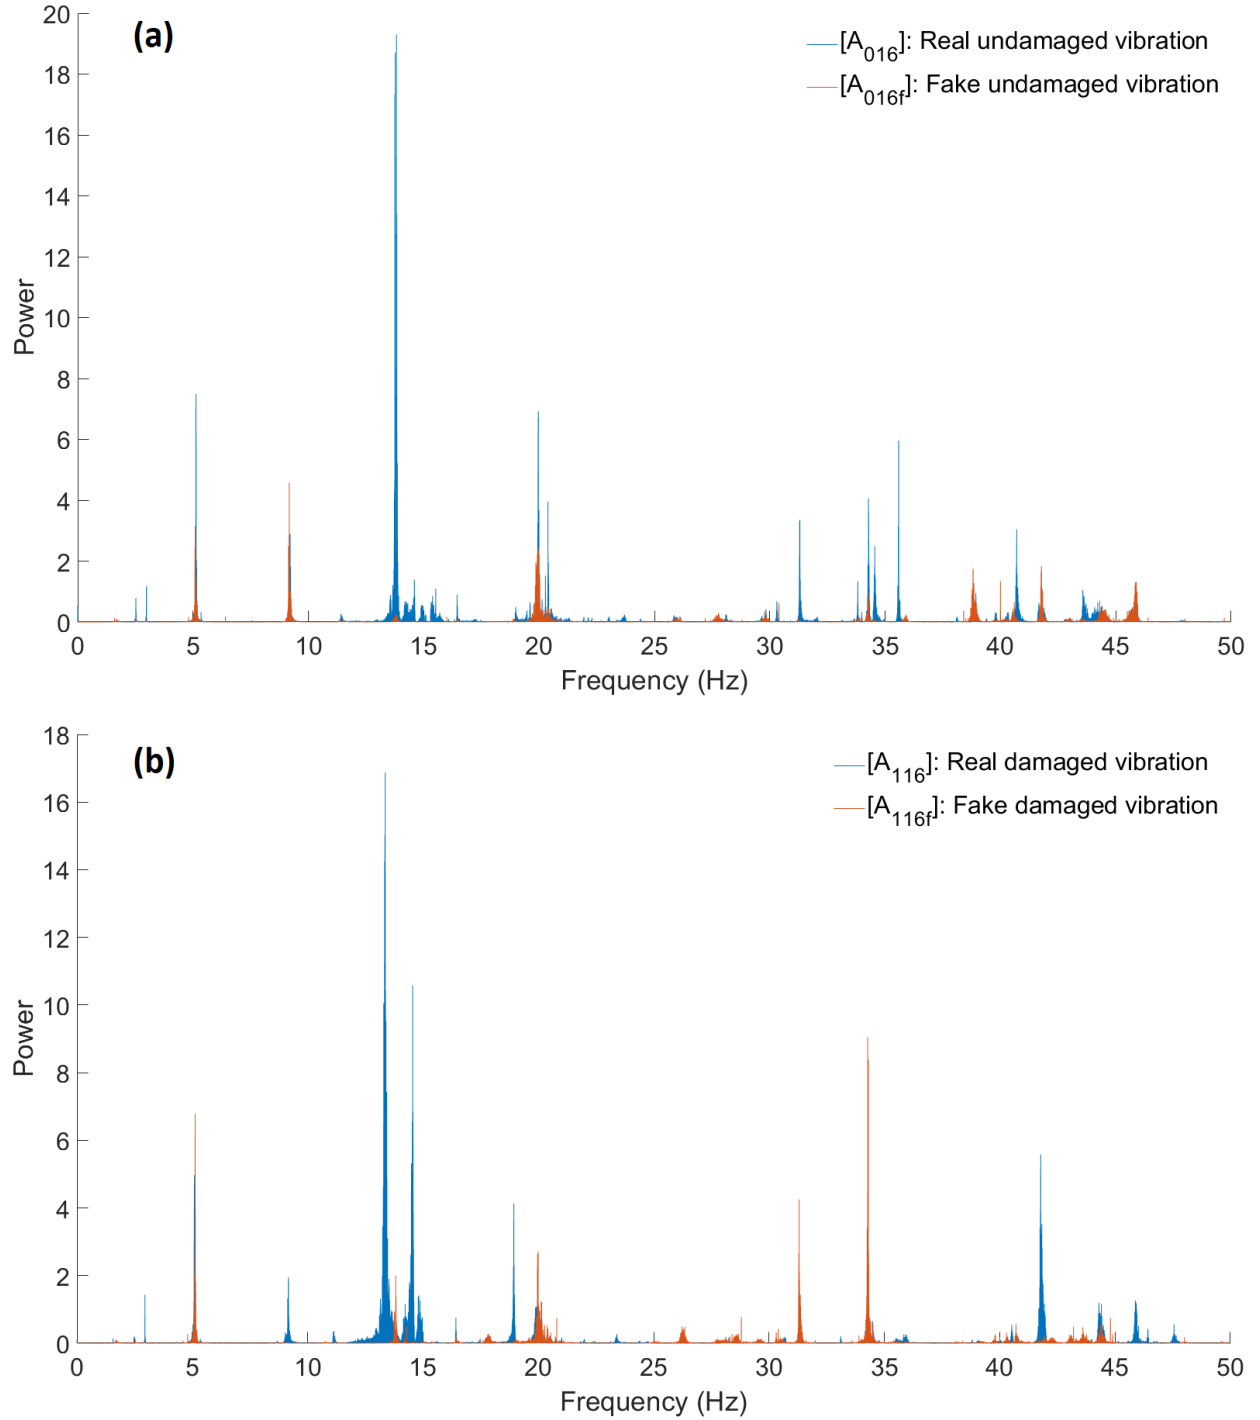 (a)
[A016]: Real undamaged vibration
[A016f]: Fake undamaged vibration
20
18
16
14
12
10
8
6
4
2
0
Power
0 5 10 15 20 25 30 35 40 45 50
Frequency (Hz)
(b)
[A116]: Real damaged vibration
[A116f]: Fake damaged vibration
18
16
14
12
10
8
6
4
2
0
Power
0 5 10 15 20 25 30 35 40 45 50
Frequency (Hz)